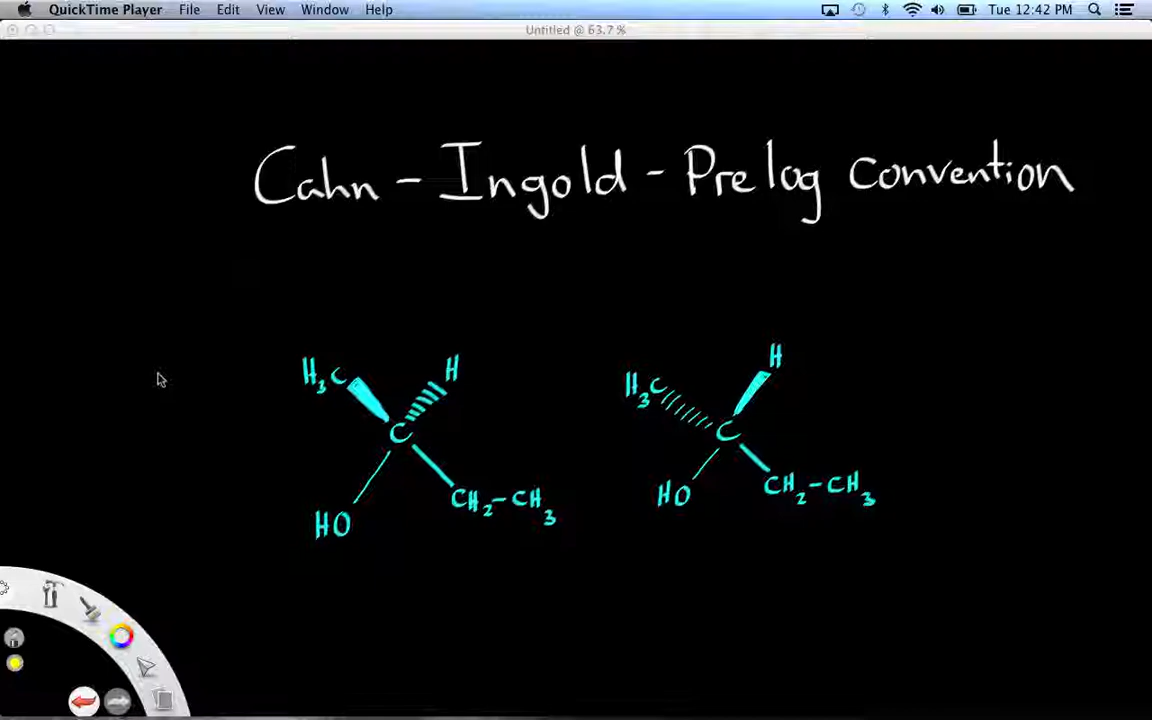 QuickTime Player File Edit View Window Help Tue 12:42 PM
Untitled @ 63.7 %
Cahn - Ingold - Prelog convention
H₃C H H₃C H
C C
HO CH₂-CH₃ HO CH₂-CH₃